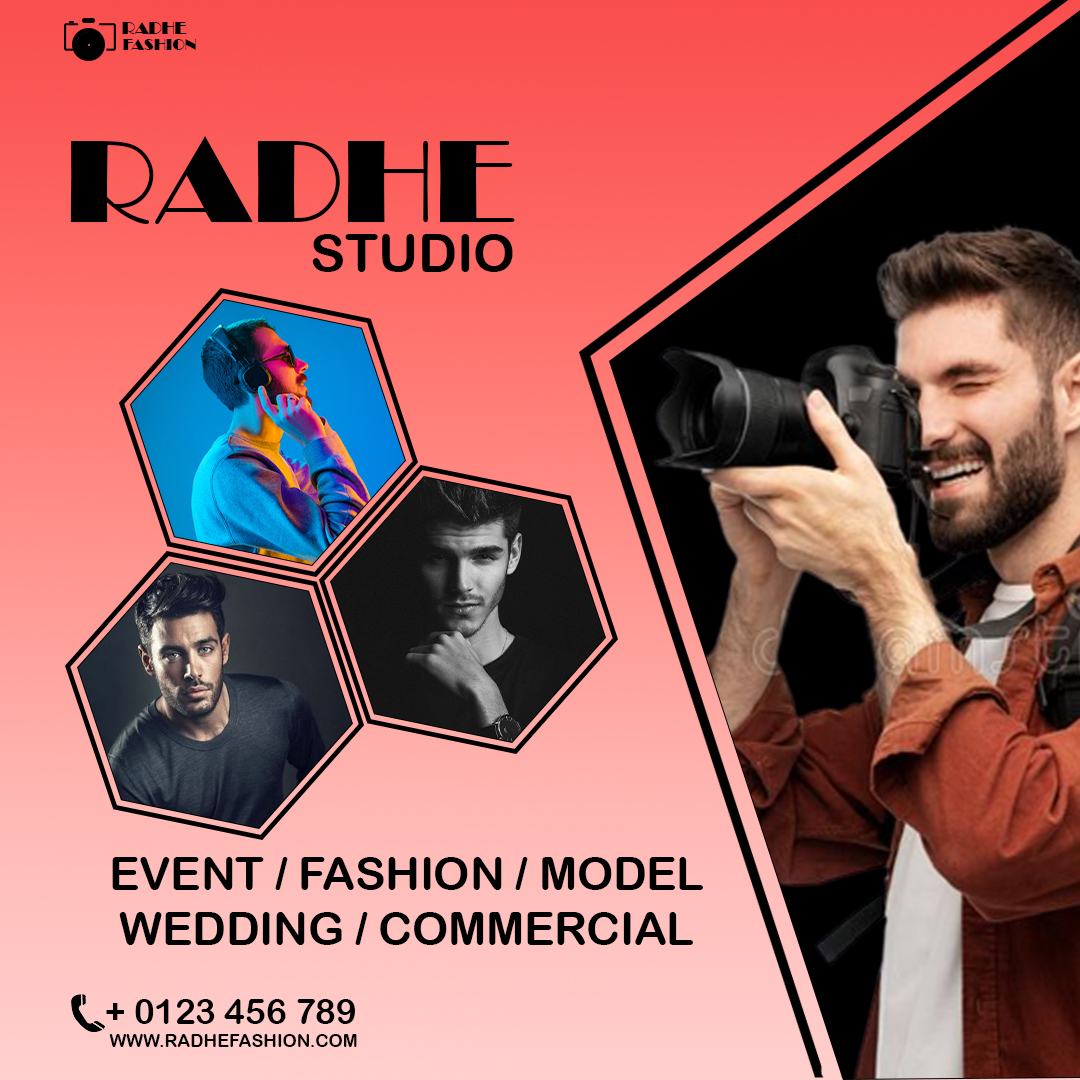 RADHE
FASHION
RADHE
STUDIO
EVENT / FASHION / MODEL
WEDDING / COMMERCIAL
+ 0123 456 789
WWW.RADHEFASHION.COM